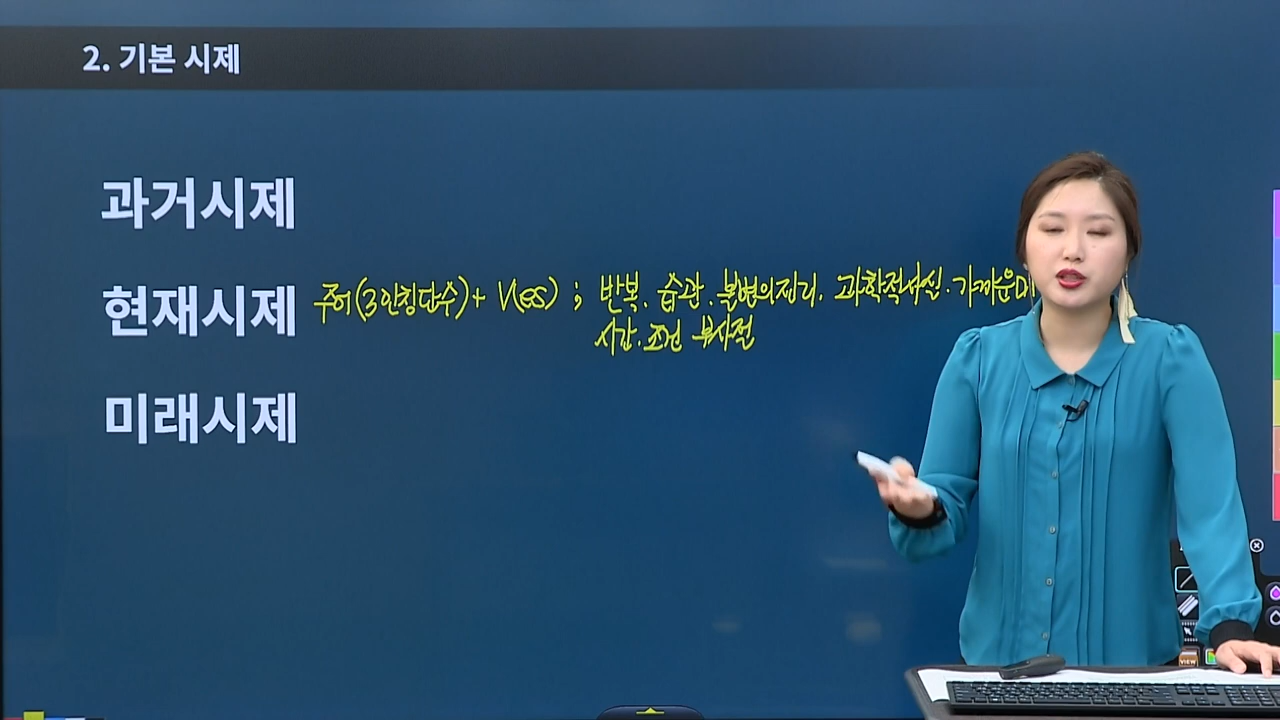 2. 기본 시제
과거시제
현재시제 주어(3인칭단수)+ V(es) ; 반복. 습관. 불변의진리. 과학적사실. 가까운미
시간. 조건 부사절
미래시제
VIEW